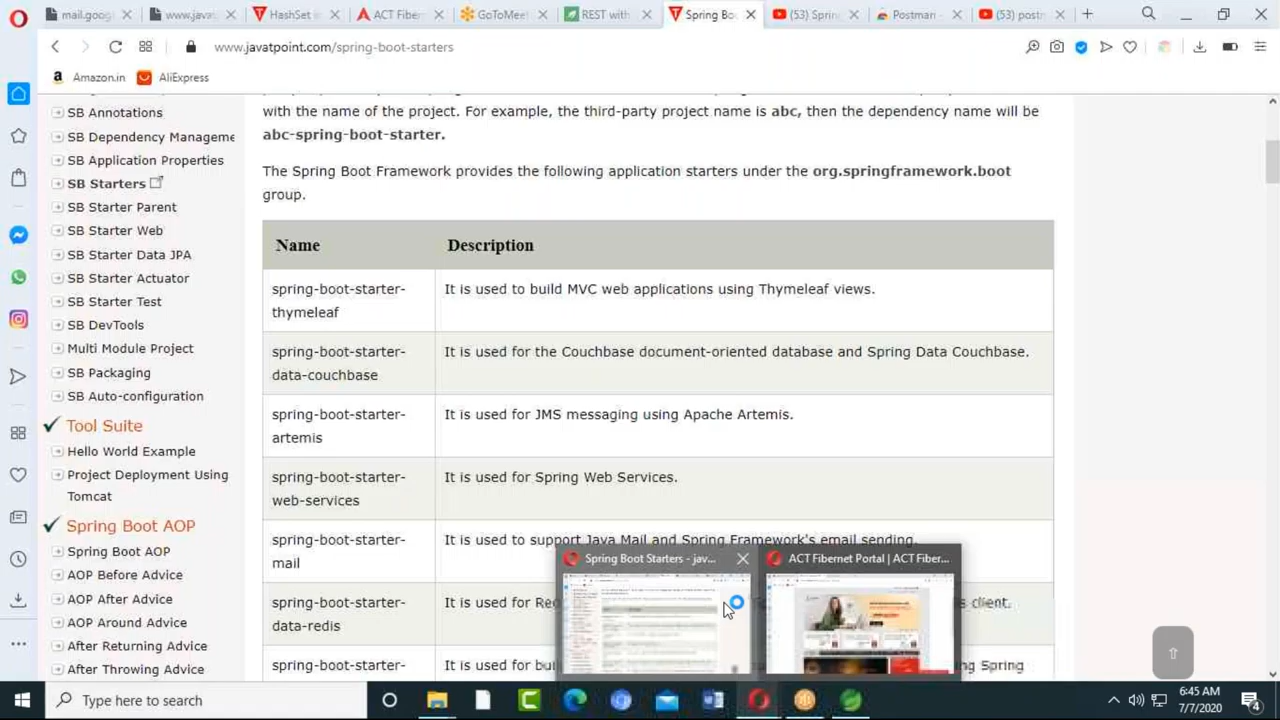 mail.goog
www.javat
HashSet in
ACT Fiber
GoToMeet
REST with
Spring Bo
(53) Sprin
Postman -
(53) postm
www.javatpoint.com/spring-boot-starters
Amazon.in
AliExpress
SB Annotations
SB Dependency Manageme
SB Application Properties
SB Starters
SB Starter Parent
SB Starter Web
SB Starter Data JPA
SB Starter Actuator
SB Starter Test
SB DevTools
Multi Module Project
SB Packaging
SB Auto-configuration
Tool Suite
Hello World Example
Project Deployment Using
Tomcat
Spring Boot AOP
Spring Boot AOP
AOP Before Advice
AOP After Advice
AOP Around Advice
After Returning Advice
After Throwing Advice
with the name of the project. For example, the third-party project name is abc, then the dependency name will be
abc-spring-boot-starter.
The Spring Boot Framework provides the following application starters under the org.springframework.boot
group.
Name Description
spring-boot-starter-
thymeleaf
It is used to build MVC web applications using Thymeleaf views.
spring-boot-starter-
data-couchbase
It is used for the Couchbase document-oriented database and Spring Data Couchbase.
spring-boot-starter-
artemis
It is used for JMS messaging using Apache Artemis.
spring-boot-starter-
web-services
It is used for Spring Web Services.
spring-boot-starter-
mail
It is used to support Java Mail and Spring Framework's email sending.
spring-boot-starter-
data-redis
It is used for Re
client.
spring-boot-starter-
It is used for bui
ng Spring
Spring Boot Starters - jav...
ACT Fibernet Portal | ACT Fiber...
Type here to search
6:45 AM
7/7/2020
4